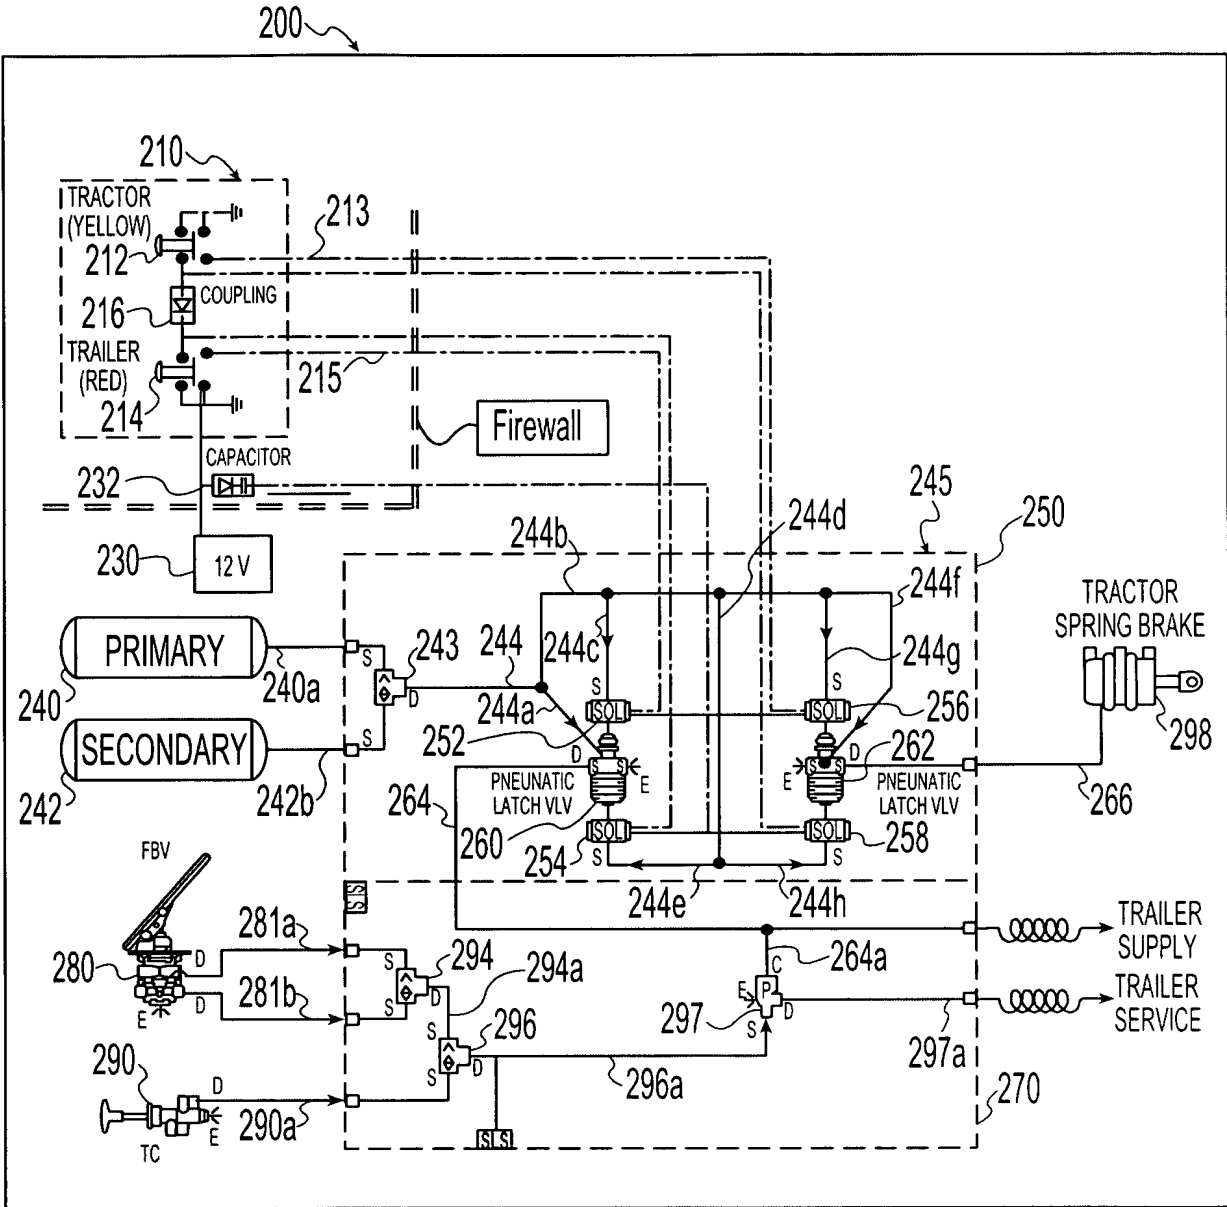 200
210
TRACTOR
(YELLOW)
212
213
COUPLING
216
TRAILER
(RED)
214
215
Firewall
CAPACITOR
232
245
250
244b
244d
244f
230
12 V
TRACTOR
SPRING BRAKE
PRIMARY
S
243
244
244c
244g
240
240a
D
244a
S
S
SOL
SOL
256
298
SECONDARY
S
252
D
D
262
S S
S S
E
E
242
242b
264
PNEUNATIC
LATCH VLV
PNEUNATIC
LATCH VLV
266
260
SOL
SOL
254
S
S
258
FBV
S S
244e
244h
281a
TRAILER
SUPPLY
D
S
294
294a
264a
C
280
281b
D
D
S
E
P
D
TRAILER
SERVICE
E
S
296
297
S
297a
290
D
S
D
296a
270
290a
E
TC
S S